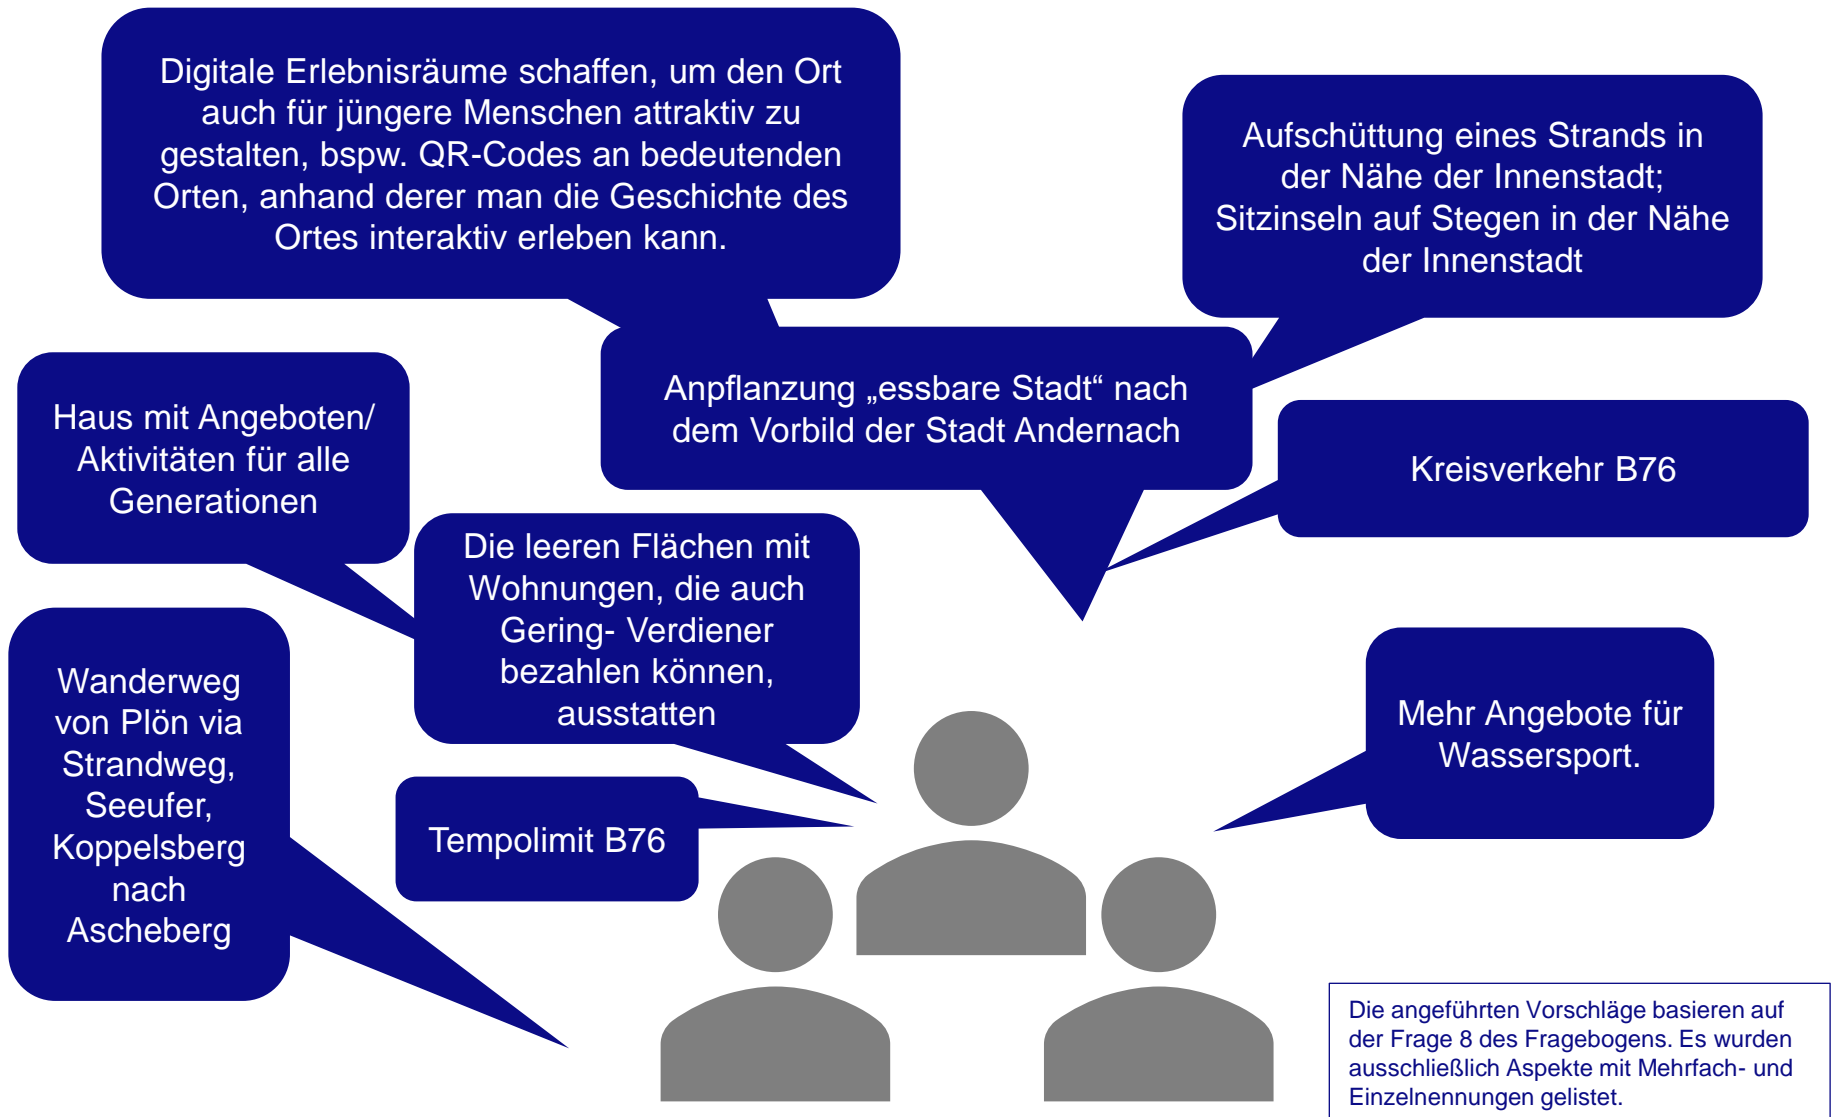 Digitale Erlebnisräume schaffen, um den Ort
auch für jüngere Menschen attraktiv zu
gestalten, bspw. QR-Codes an bedeutenden
Orten, anhand derer man die Geschichte des
Ortes interaktiv erleben kann.
Aufschüttung eines Strands in
der Nähe der Innenstadt;
Sitzinseln auf Stegen in der Nähe
der Innenstadt
Anpflanzung „essbare Stadt“ nach
dem Vorbild der Stadt Andernach
Haus mit Angeboten/
Aktivitäten für alle
Generationen
Kreisverkehr B76
Die leeren Flächen mit
Wohnungen, die auch
Gering- Verdiener
bezahlen können,
ausstatten
Wanderweg
von Plön via
Strandweg,
Seeufer,
Koppelsberg
nach
Ascheberg
Mehr Angebote für
Wassersport.
Tempolimit B76
Die angeführten Vorschläge basieren auf
der Frage 8 des Fragebogens. Es wurden
ausschließlich Aspekte mit Mehrfach- und
Einzelnennungen gelistet.